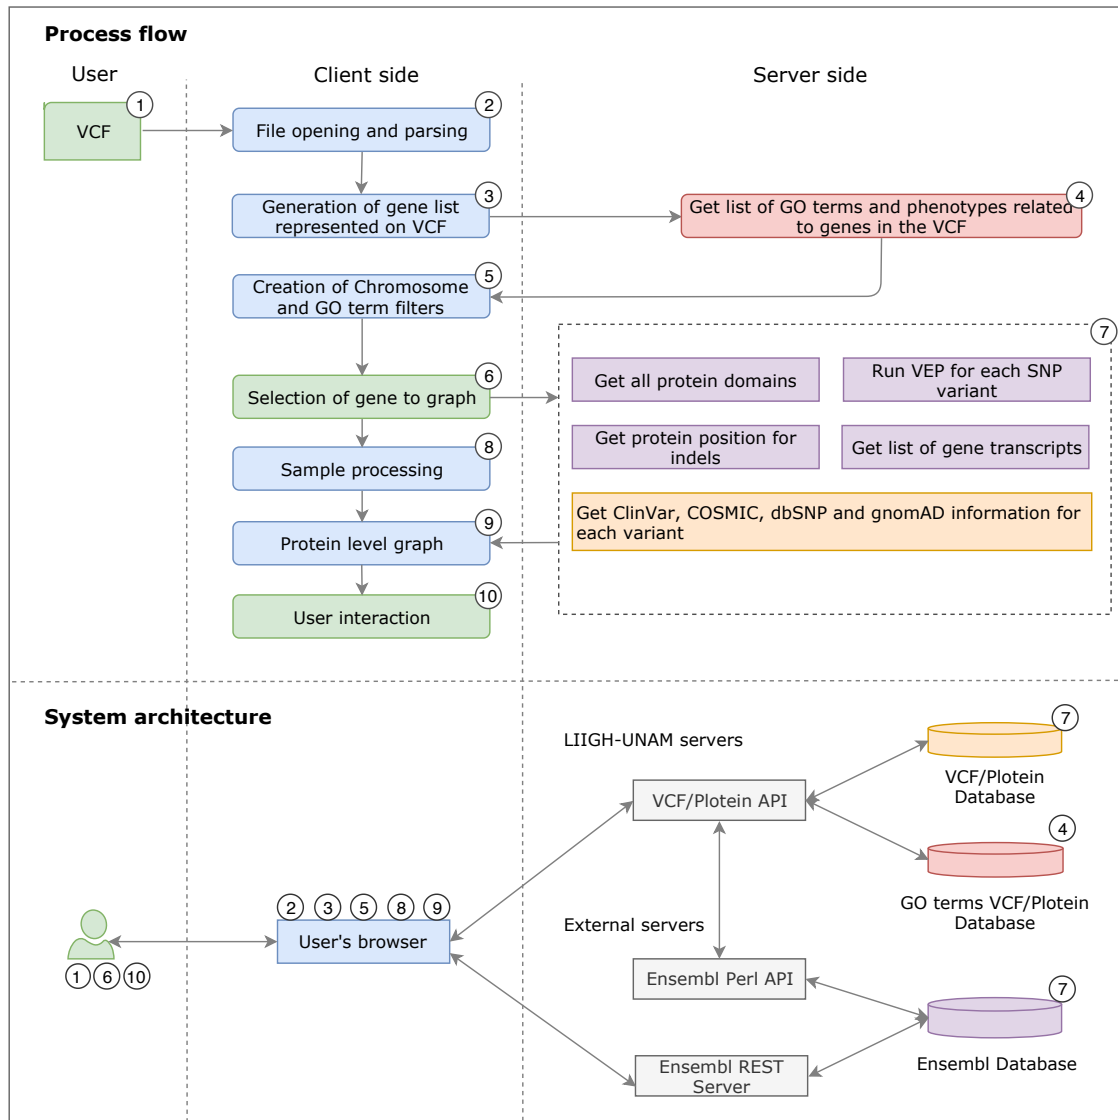 Process flow
User
Client side
Server side
1
VCF
2
File opening and parsing
3
Generation of gene list
represented on VCF
4
Get list of GO terms and phenotypes related
to genes in the VCF
5
Creation of Chromosome
and GO term filters
6
Selection of gene to graph
7
Get all protein domains
Run VEP for each SNP
variant
Get protein position for
indels
Get list of gene transcripts
Get ClinVar, COSMIC, dbSNP and gnomAD information for
each variant
8
Sample processing
9
Protein level graph
10
User interaction
System architecture
LIIGH-UNAM servers
7
VCF/Plotein
Database
VCF/Plotein API
4
GO terms VCF/Plotein
Database
2 3 5 8 9
User's browser
1 6 10
External servers
Ensembl Perl API
7
Ensembl Database
Ensembl REST
Server